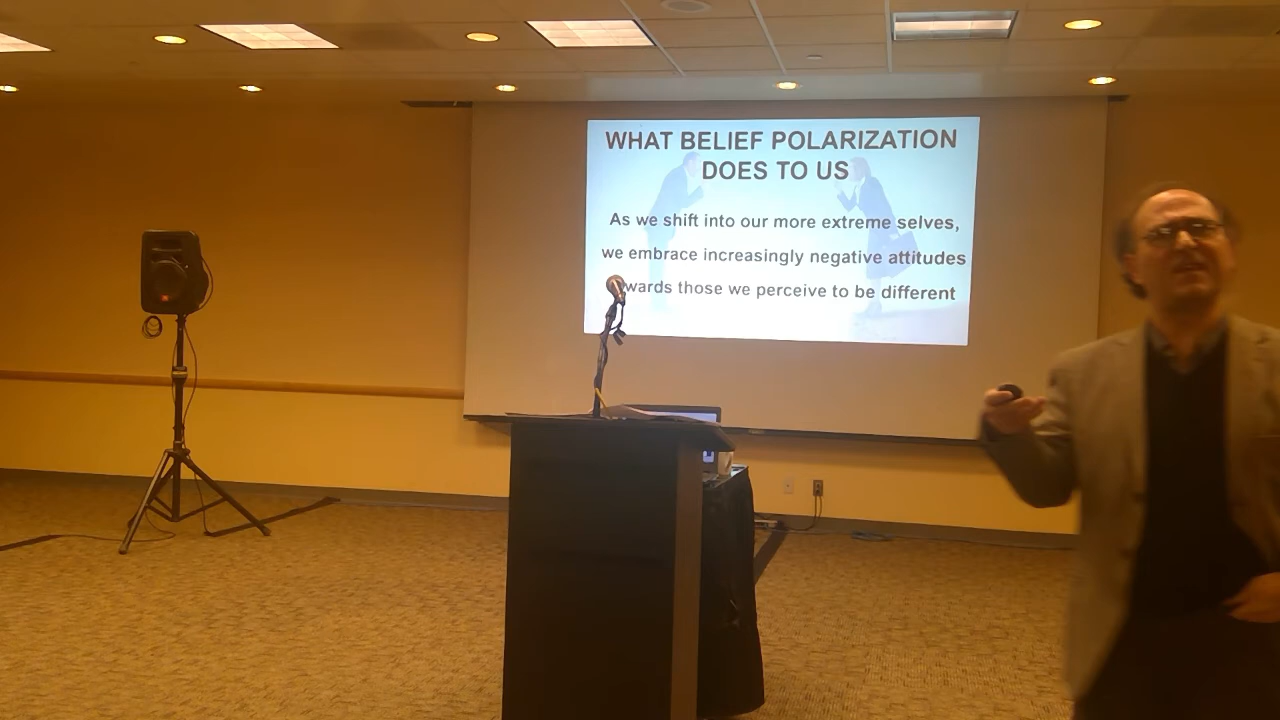 WHAT BELIEF POLARIZATION
DOES TO US
As we shift into our more extreme selves,
we embrace increasingly negative attitudes
wards those we perceive to be different